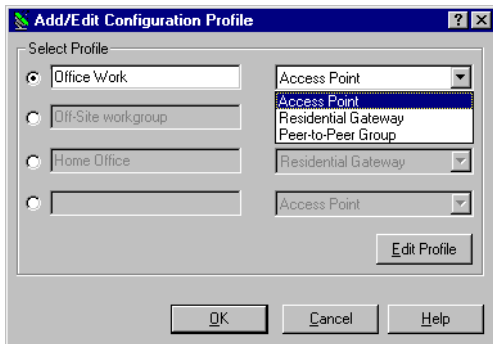 Add/Edit Configuration Profile
Select Profile
Office Work Access Point
Access Point
Off-Site workgroup Residential Gateway
Peer-to-Peer Group
Home Office Residential Gateway
Access Point
Edit Profile
OK Cancel Help